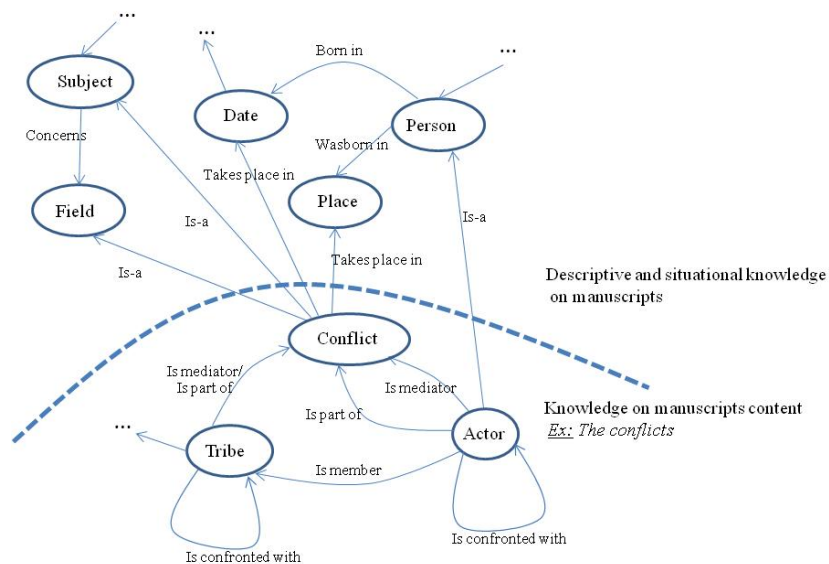 ...
...
Born in
...
Subject
Date
Person
Concerns
Wasborn in
Takes place in
Field
Place
Is-a
Is-a
Is-a
Takes place in
Descriptive and situational knowledge
on manuscripts
Conflict
Is mediator/
Is part of
Is mediator
Is part of
Knowledge on manuscripts content
Ex: The conflicts
...
Tribe
Actor
Is member
Is confronted with
Is confronted with